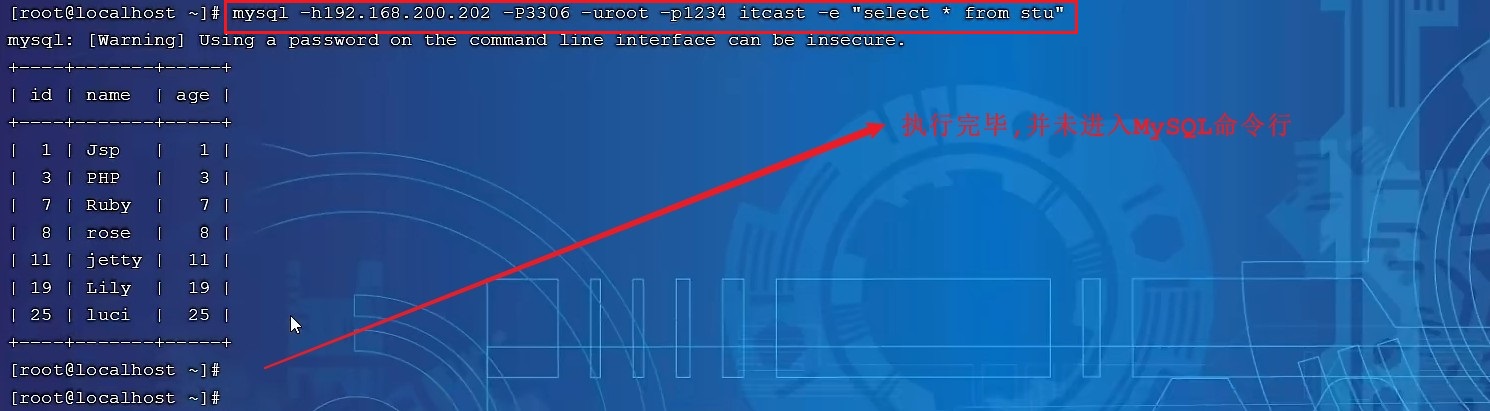 [root@localhost ~]# mysql -h192.168.200.202 -P3306 -uroot -p1234 itcast -e "select * from stu"
mysql: [Warning] Using a password on the command line interface can be insecure.
+----+-------+-----+
| id | name  | age |
+----+-------+-----+
|  1 | Jsp   |   1 |
|  3 | PHP   |   3 |
|  7 | Ruby  |   7 |
|  8 | rose  |   8 |
| 11 | jetty |  11 |
| 19 | Lily  |  19 |
| 25 | luci  |  25 |
+----+-------+-----+
[root@localhost ~]#
[root@localhost ~]#
执行完毕,并未进入MySQL命令行